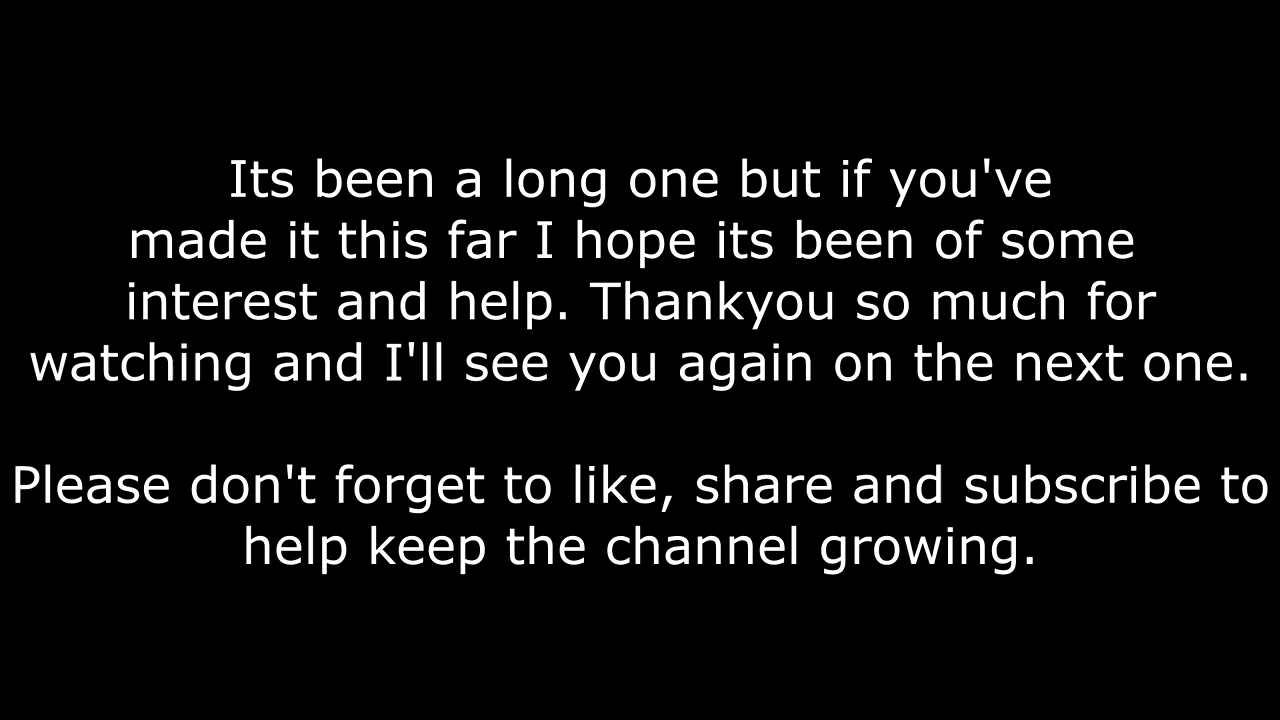 Its been a long one but if you've
made it this far I hope its been of some
interest and help. Thankyou so much for
watching and I'll see you again on the next one.
Please don't forget to like, share and subscribe to
help keep the channel growing.